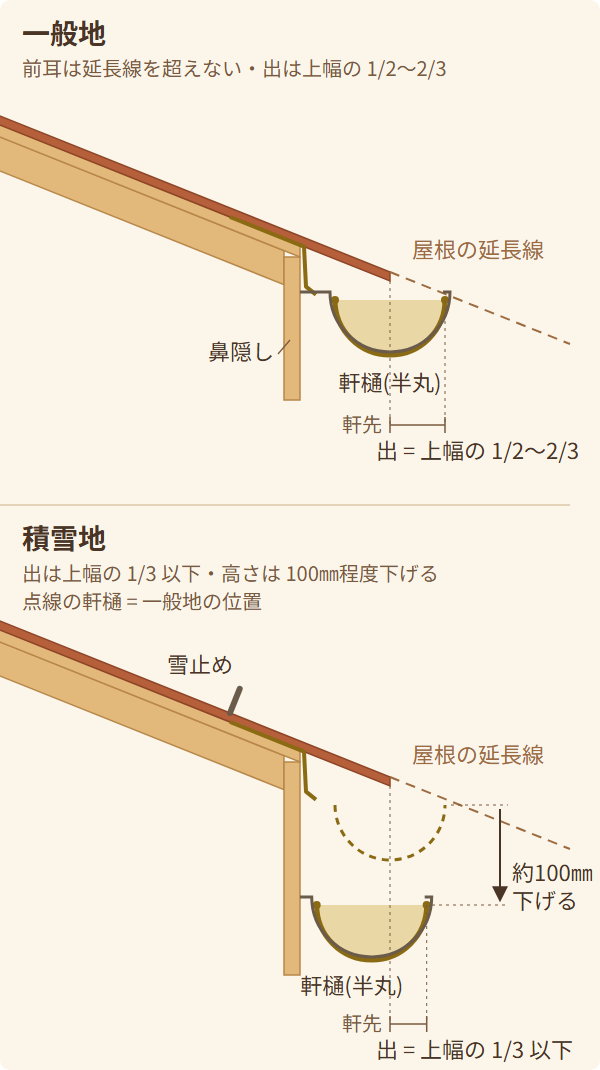 一般地
前耳は延長線を超えない・出は上幅の 1/2〜2/3
屋根の延長線
鼻隠し
軒樋(半丸)
軒先
出 = 上幅の 1/2〜2/3
積雪地
出は上幅の 1/3 以下・高さは 100㎜程度下げる
点線の軒樋 = 一般地の位置
雪止め
屋根の延長線
約100㎜
下げる
軒樋(半丸)
軒先
出 = 上幅の 1/3 以下